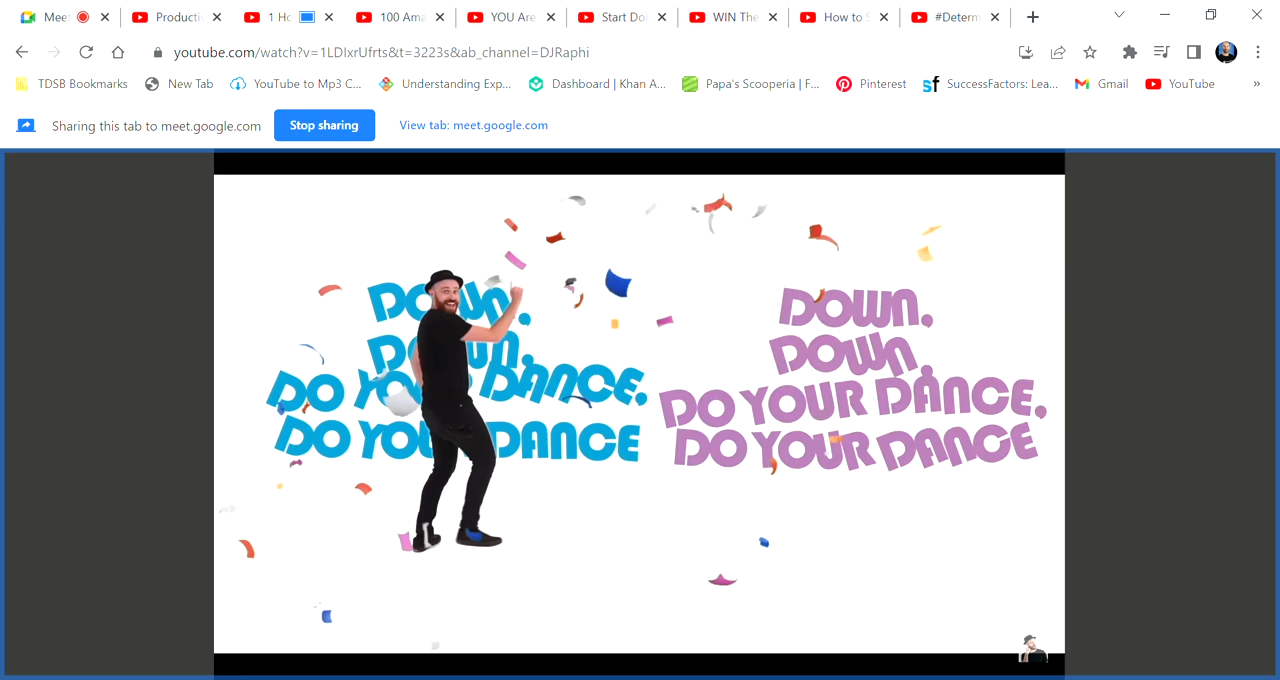 Meet
Producti
1 Ho
100 Ama
YOU Are
Start Doi
WIN The
How to S
#Determ
youtube.com/watch?v=1LDIxrUfrts&t=3223s&ab_channel=DJRaphi
TDSB Bookmarks
New Tab
YouTube to Mp3 C...
Understanding Exp...
Dashboard | Khan A...
Papa's Scooperia | F...
Pinterest
SuccessFactors: Lea...
Gmail
YouTube
»
Sharing this tab to meet.google.com
Stop sharing
View tab: meet.google.com
DOWN,
DOWN,
DO YOUR DANCE,
DO YOUR DANCE
DOWN,
DOWN,
DO YOUR DANCE,
DO YOUR DANCE